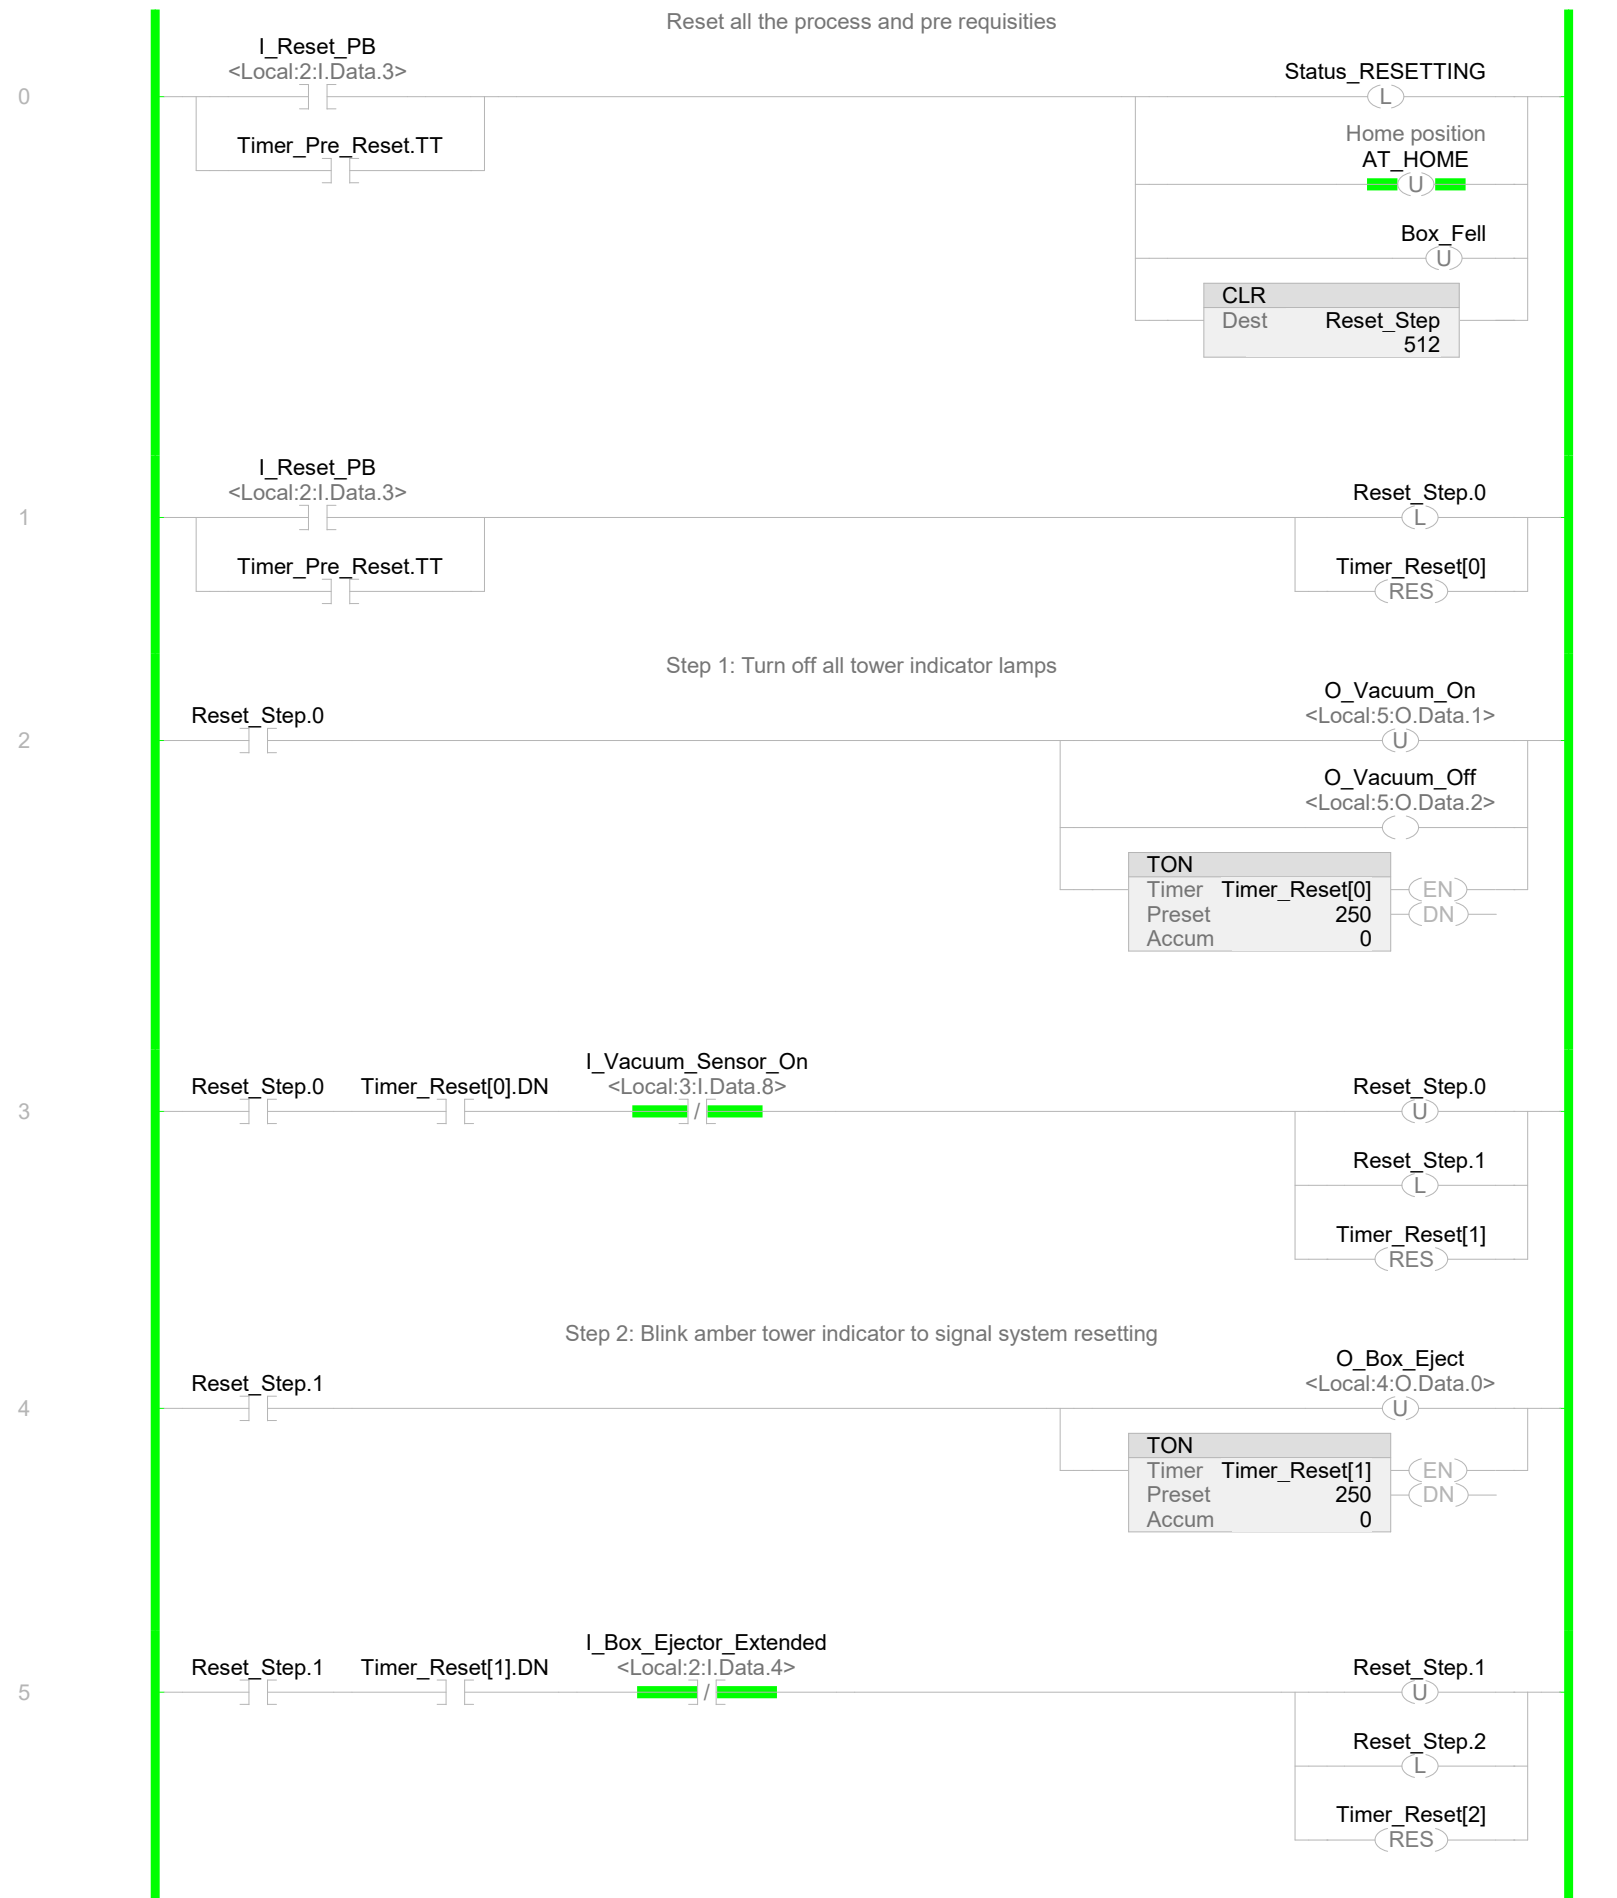 Reset all the process and pre requisities
I_Reset_PB
<Local:2:I.Data.3>
Status_RESETTING
0
L
Timer_Pre_Reset.TT
Home position
AT_HOME
U
Box_Fell
U
CLR
Dest Reset_Step
512
I_Reset_PB
<Local:2:I.Data.3>
Reset_Step.0
1
L
Timer_Pre_Reset.TT
Timer_Reset[0]
RES
Step 1: Turn off all tower indicator lamps
O_Vacuum_On
Reset_Step.0
<Local:5:O.Data.1>
2
U
O_Vacuum_Off
<Local:5:O.Data.2>
TON
Timer Timer_Reset[0] EN
Preset 250 DN
Accum 0
I_Vacuum_Sensor_On
Reset_Step.0 Timer_Reset[0].DN <Local:3:I.Data.8> Reset_Step.0
3 / U
Reset_Step.1
L
Timer_Reset[1]
RES
Step 2: Blink amber tower indicator to signal system resetting
O_Box_Eject
Reset_Step.1 <Local:4:O.Data.0>
4 U
TON
Timer Timer_Reset[1] EN
Preset 250 DN
Accum 0
I_Box_Ejector_Extended
Reset_Step.1 Timer_Reset[1].DN <Local:2:I.Data.4> Reset_Step.1
5 / U
Reset_Step.2
L
Timer_Reset[2]
RES